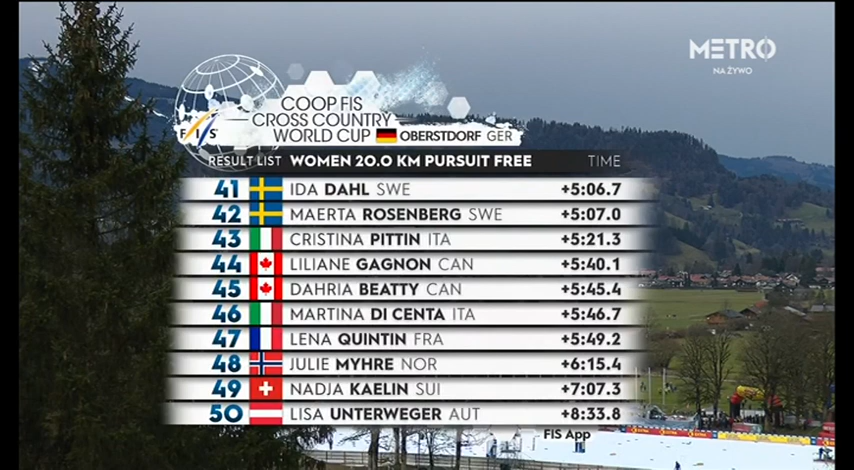 METRO
NA ŻYWO
FIS
COOP FIS
CROSS COUNTRY
WORLD CUP OBERSTDORF GER
RESULT LIST WOMEN 20.0 KM PURSUIT FREE TIME
41 IDA DAHL SWE +5:06.7
42 MAERTA ROSENBERG SWE +5:07.0
43 CRISTINA PITTIN ITA +5:21.3
44 LILIANE GAGNON CAN +5:40.1
45 DAHRIA BEATTY CAN +5:45.4
46 MARTINA DI CENTA ITA +5:46.7
47 LENA QUINTIN FRA +5:49.2
48 JULIE MYHRE NOR +6:15.4
49 NADJA KAELIN SUI +7:07.3
50 LISA UNTERWEGER AUT +8:33.8
FIS App